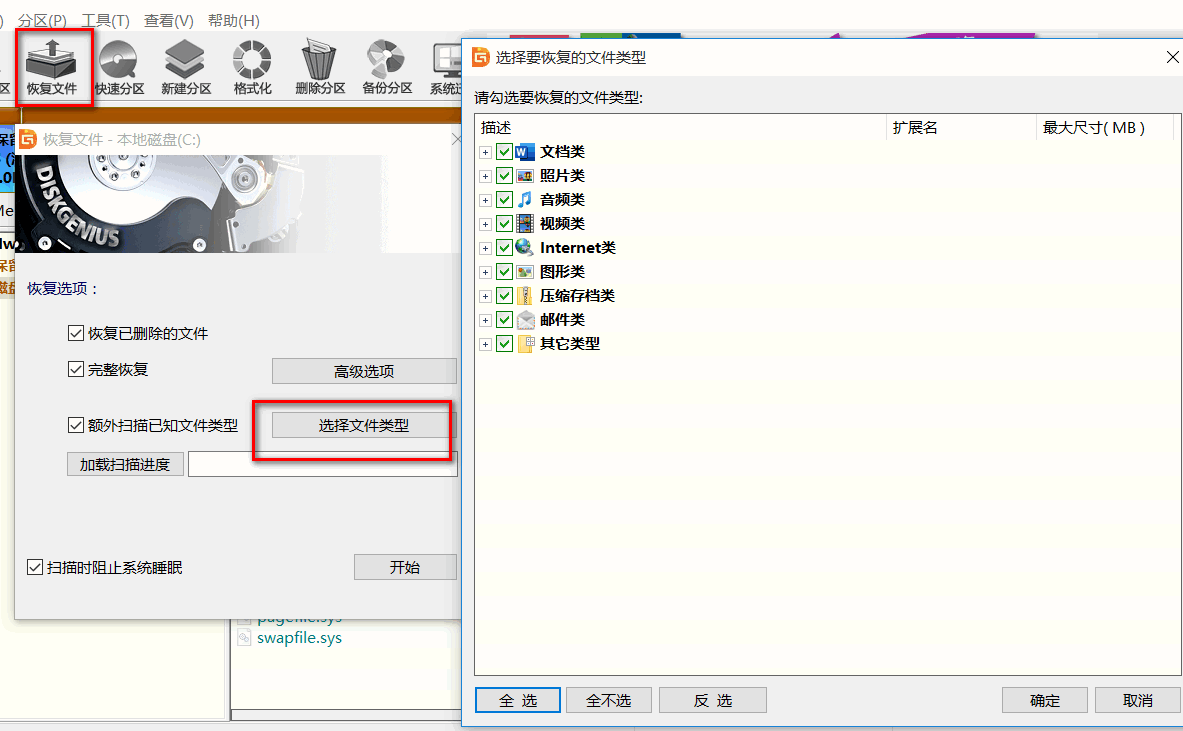 分区(P) 工具(T) 查看(V) 帮助(H)
恢复文件 快速分区 新建分区 格式化 删除分区 备份分区
恢复文件 - 本地磁盘(C:)
DISKGENIUS
恢复选项：
恢复已删除的文件
完整恢复
高级选项
额外扫描已知文件类型
选择文件类型
加载扫描进度
扫描时阻止系统睡眠
开始
pagefile.sys
swapfile.sys
选择要恢复的文件类型
请勾选要恢复的文件类型:
描述 扩展名 最大尺寸( MB )
文档类
照片类
音频类
视频类
Internet类
图形类
压缩存档类
邮件类
其它类型
全 选 全不选 反 选 确定 取消